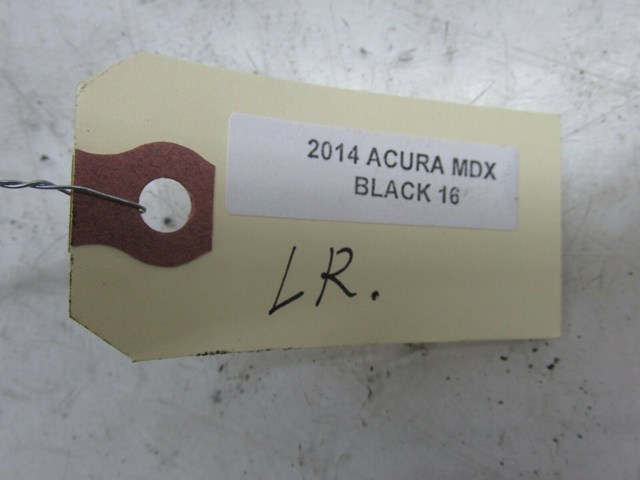 2014 ACURA MDX
BLACK 16
LR.